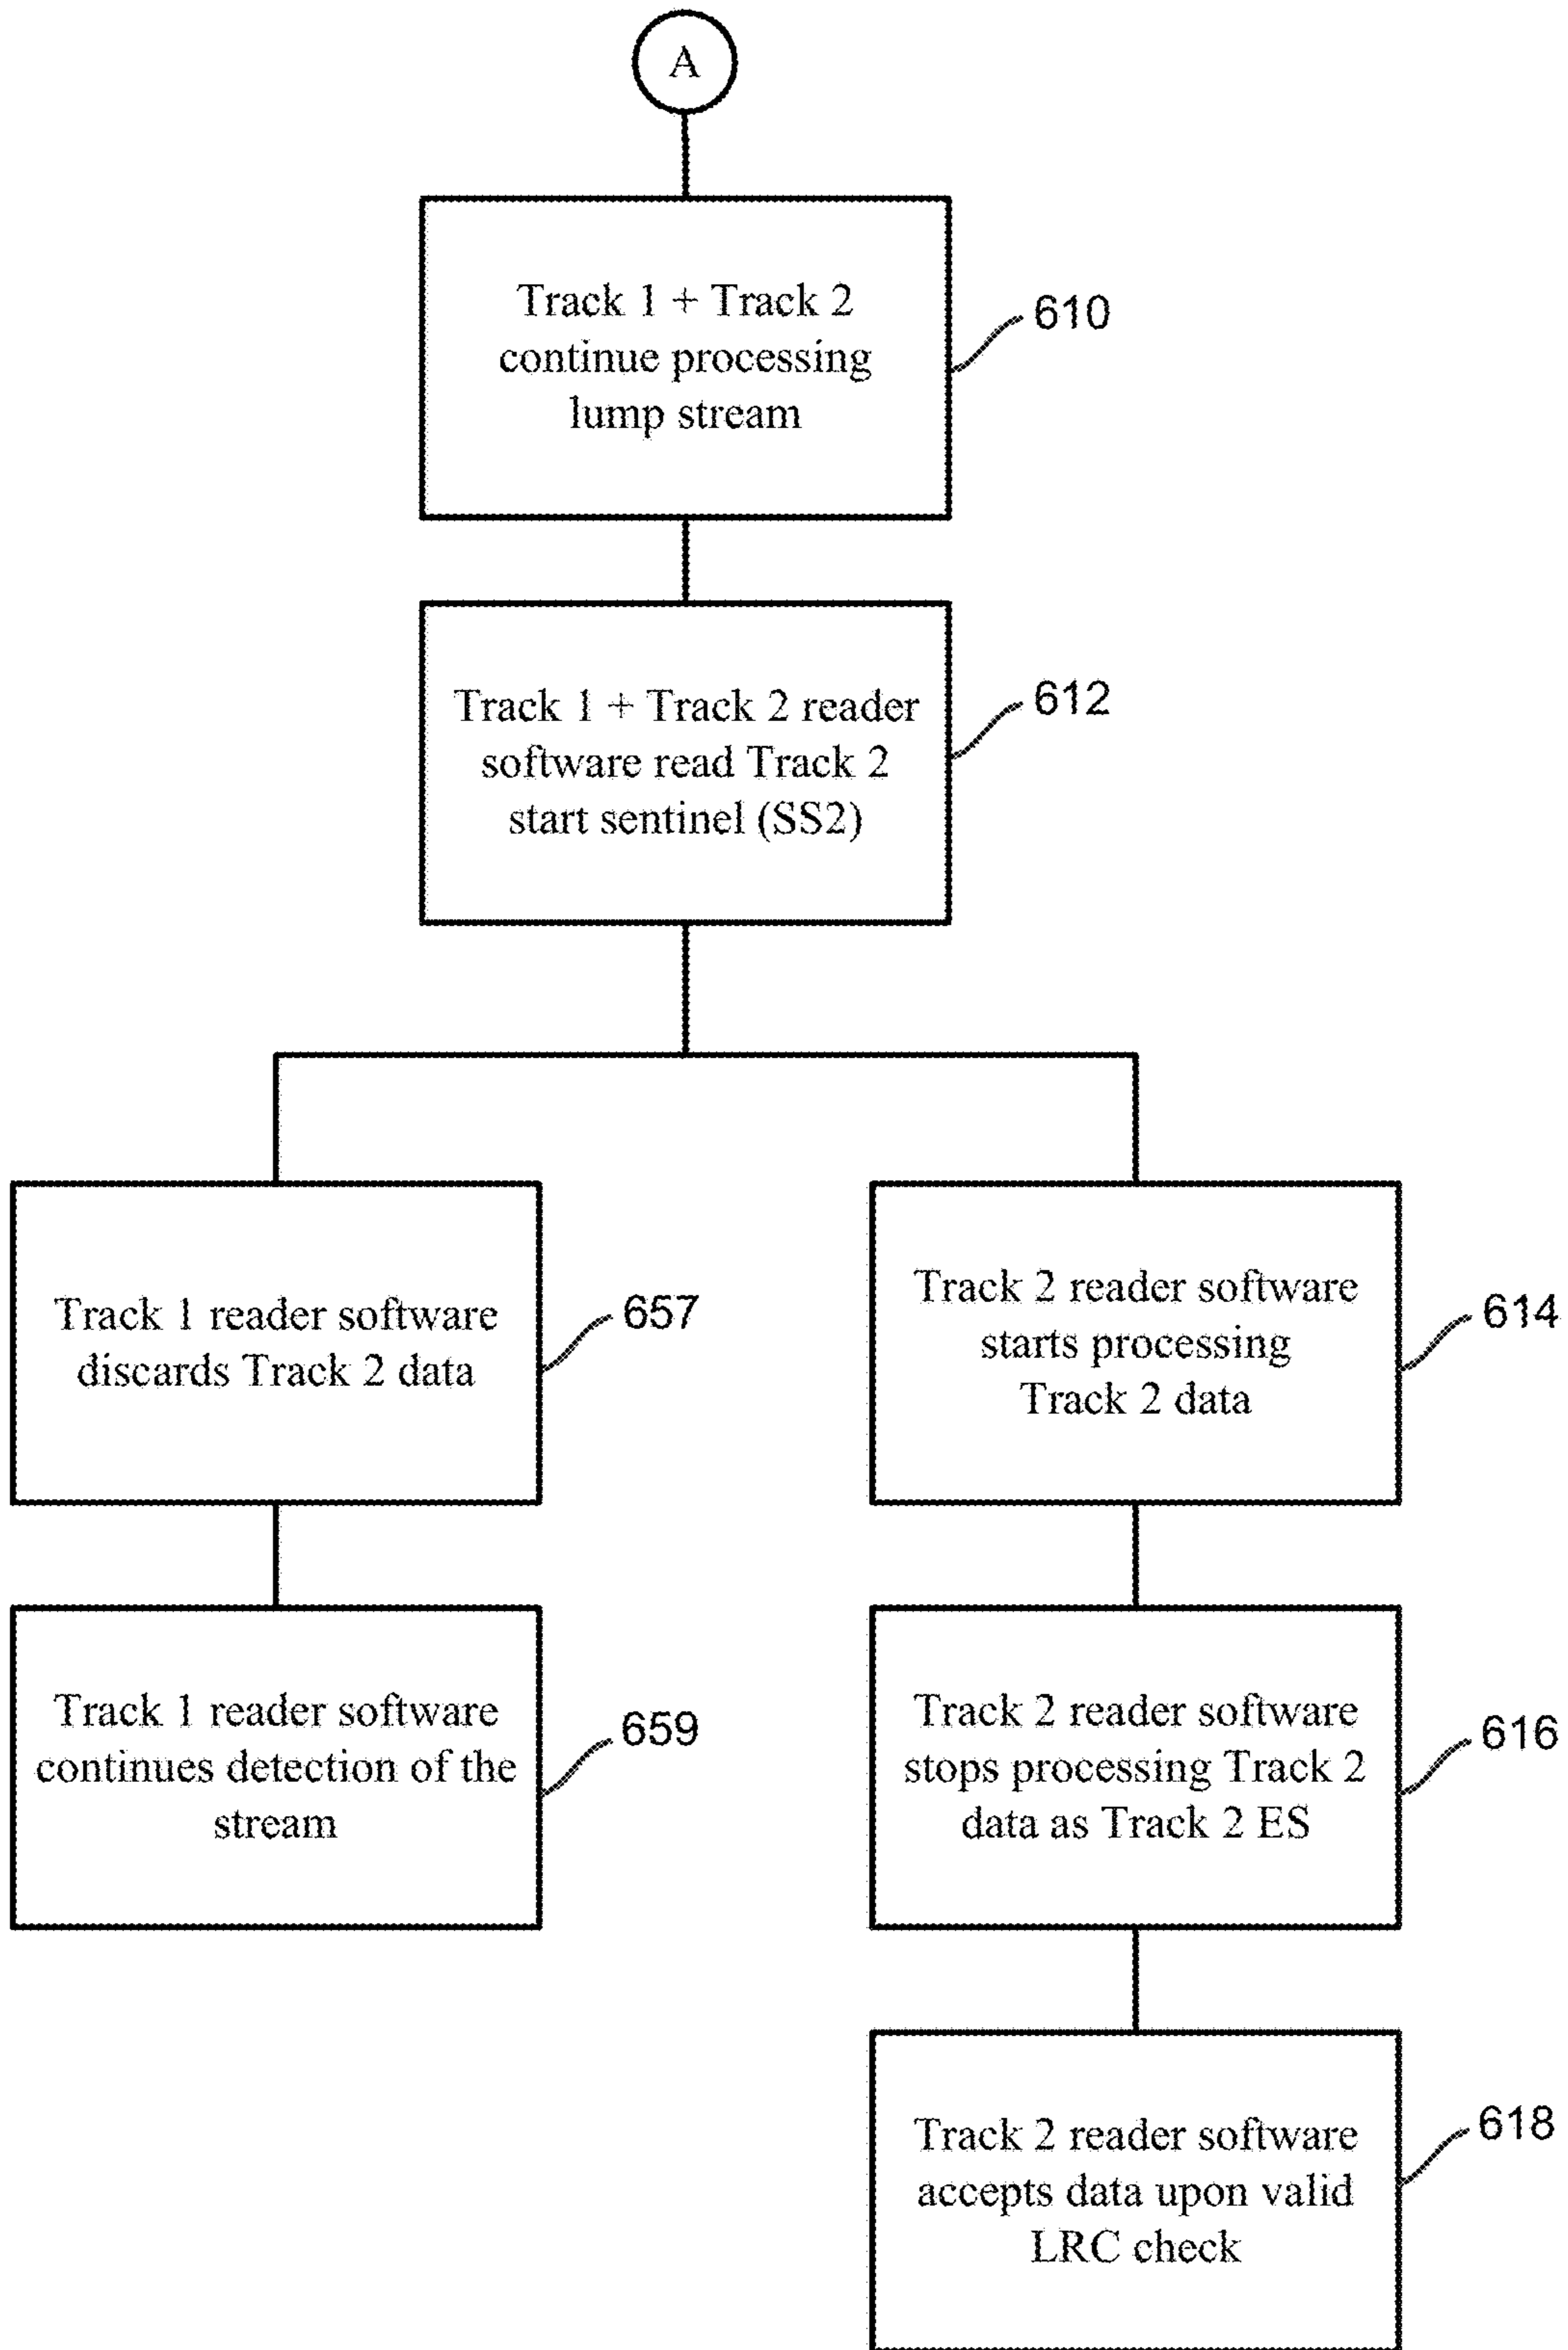 A
Track 1 + Track 2
continue processing
lump stream
610
Track 1 + Track 2 reader
software read Track 2
start sentinel (SS2)
612
Track 1 reader software
discards Track 2 data
657
Track 2 reader software
starts processing
Track 2 data
614
Track 1 reader software
continues detection of the
stream
659
Track 2 reader software
stops processing Track 2
data as Track 2 ES
616
Track 2 reader software
accepts data upon valid
LRC check
618